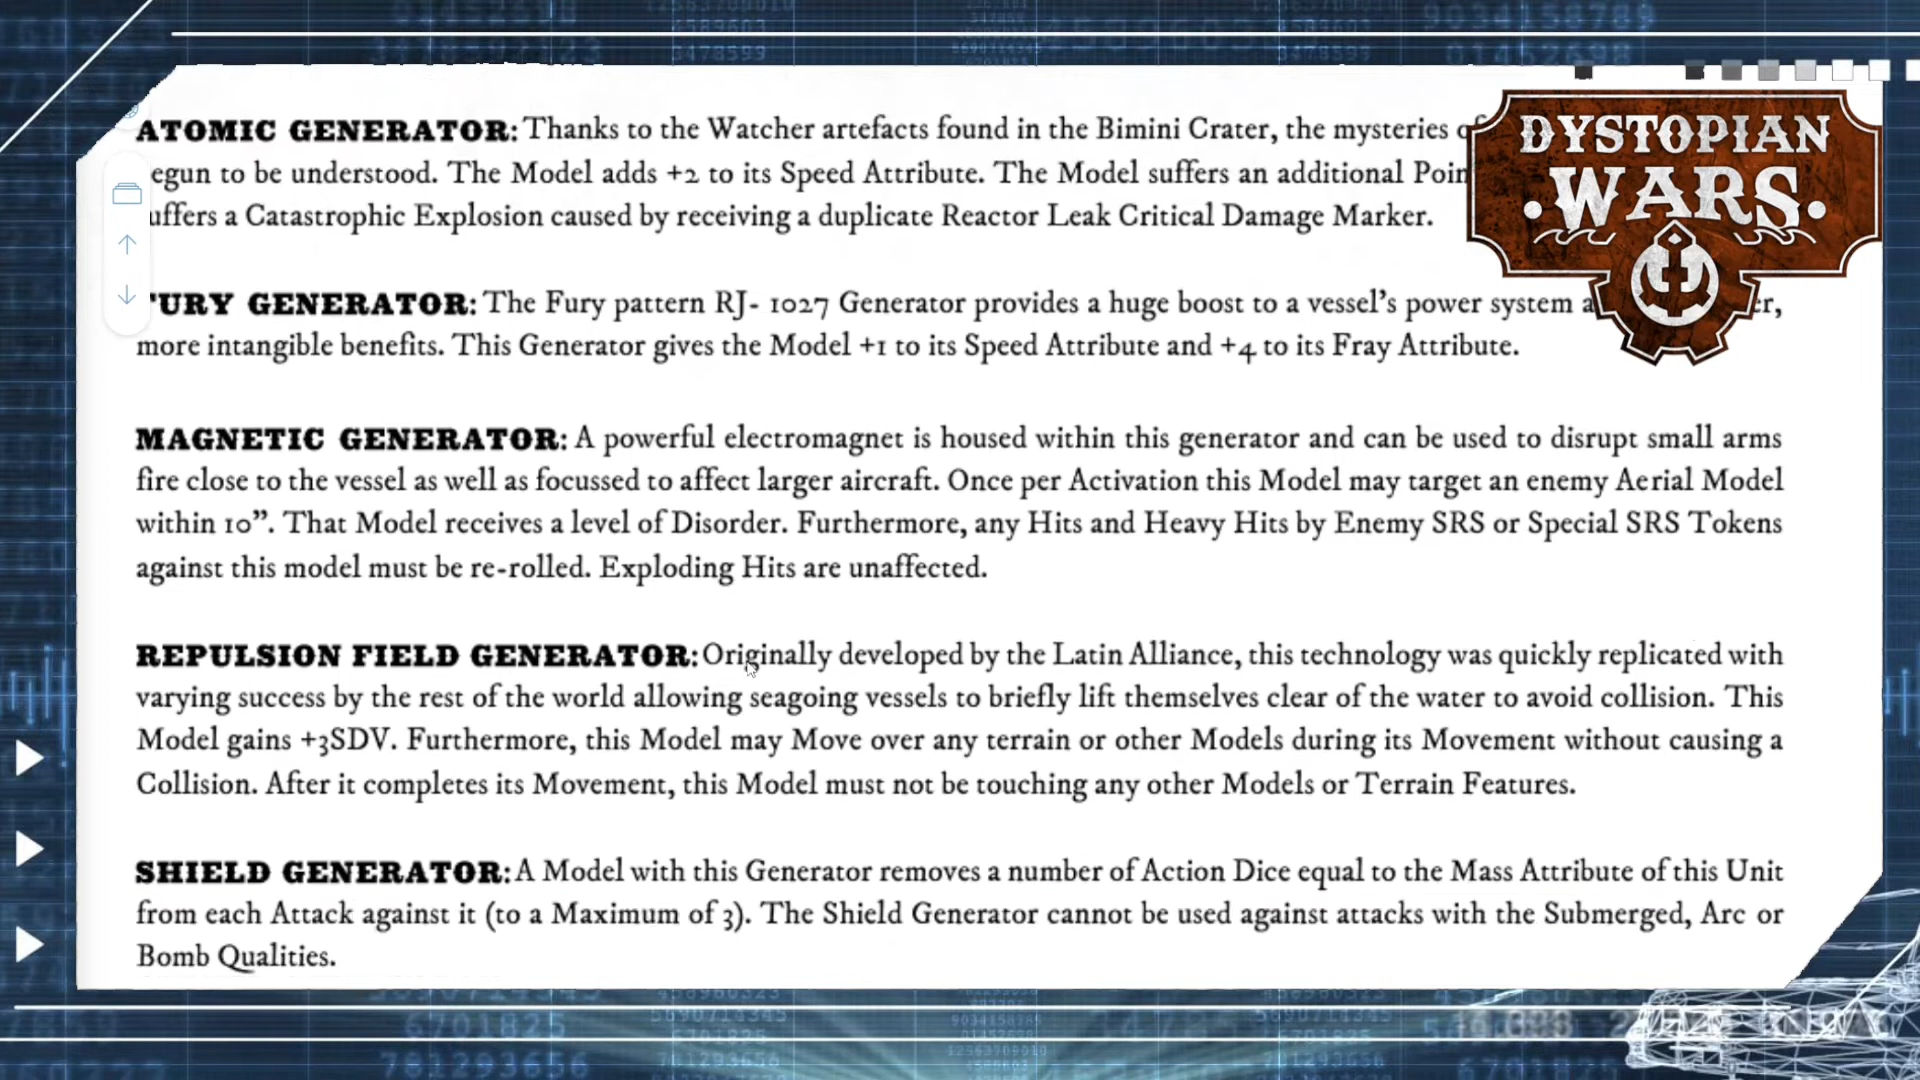 ATOMIC GENERATOR: Thanks to the Watcher artefacts found in the Bimini Crater, the mysteries
egun to be understood. The Model adds +2 to its Speed Attribute. The Model suffers an additional Poin
uffers a Catastrophic Explosion caused by receiving a duplicate Reactor Leak Critical Damage Marker.
URY GENERATOR: The Fury pattern RJ- 1027 Generator provides a huge boost to a vessel's power system
more intangible benefits. This Generator gives the Model +1 to its Speed Attribute and +4 to its Fray Attribute.
MAGNETIC GENERATOR: A powerful electromagnet is housed within this generator and can be used to disrupt small arms
fire close to the vessel as well as focussed to affect larger aircraft. Once per Activation this Model may target an enemy Aerial Model
within 10”. That Model receives a level of Disorder. Furthermore, any Hits and Heavy Hits by Enemy SRS or Special SRS Tokens
against this model must be re-rolled. Exploding Hits are unaffected.
REPULSION FIELD GENERATOR: Originally developed by the Latin Alliance, this technology was quickly replicated with
varying success by the rest of the world allowing seagoing vessels to briefly lift themselves clear of the water to avoid collision. This
Model gains +3SDV. Furthermore, this Model may Move over any terrain or other Models during its Movement without causing a
Collision. After it completes its Movement, this Model must not be touching any other Models or Terrain Features.
SHIELD GENERATOR: A Model with this Generator removes a number of Action Dice equal to the Mass Attribute of this Unit
from each Attack against it (to a Maximum of 3). The Shield Generator cannot be used against attacks with the Submerged, Arc or
Bomb Qualities.
DYSTOPIAN
WARS
6701825
781293656